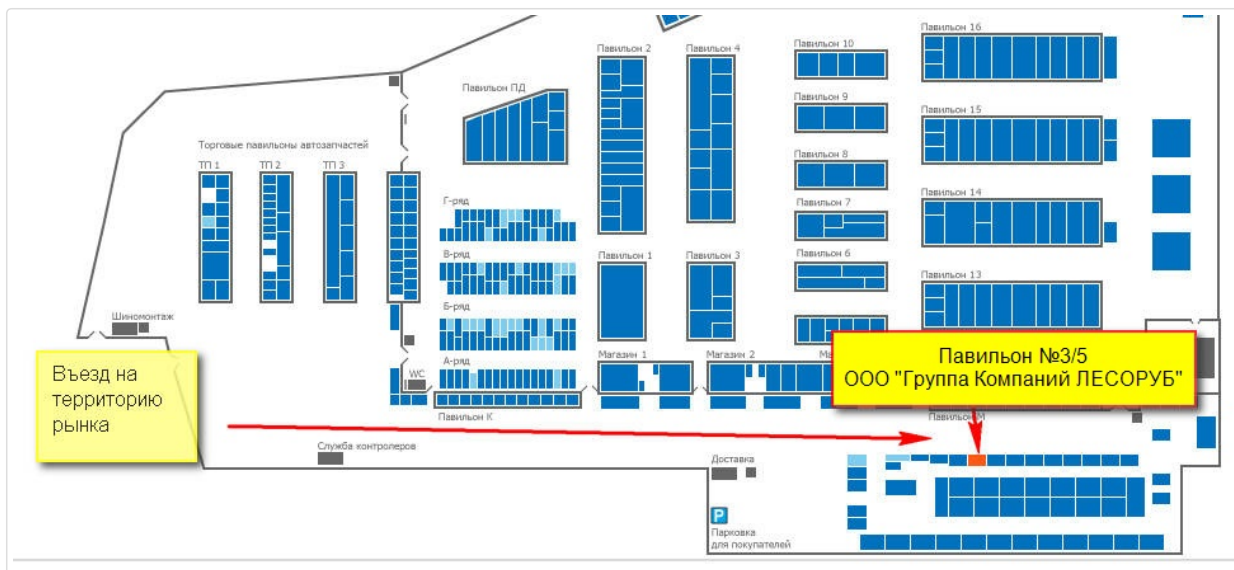 Павильон 16
Павильон 2
Павильон 4
Павильон 10
Павильон ПД
Павильон 9
Павильон 15
Торговые павильоны автозапчастей
ТП 1
ТП 2
ТП 3
Павильон 8
Павильон 14
Г-ряд
Павильон 7
В-ряд
Павильон 1
Павильон 3
Павильон 6
Павильон 13
Б-ряд
Шиномонтаж
А-ряд
Магазин 1
Магазин 2
WC
Въезд на
территорию
рынка
Павильон №3/5
ООО "Группа Компаний ЛЕСОРУБ"
Павильон К
Павильон М
Служба контролеров
Доставка
P
Парковка
для покупателей